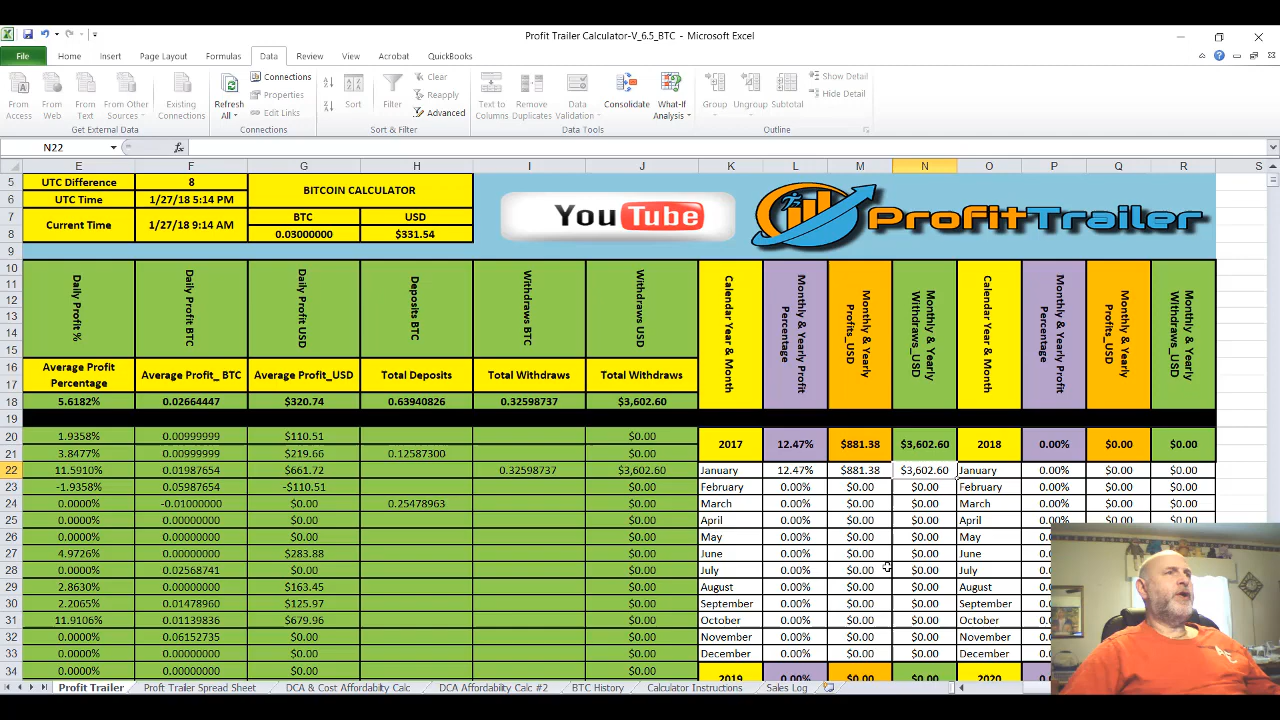 Profit Trailer Calculator-V_6.5_BTC - Microsoft Excel
File Home Insert Page Layout Formulas Data Review View Acrobat QuickBooks
From Access From Web From Text From Other Sources Existing Connections Refresh All Connections Properties Edit Links Sort Filter Clear Reapply Advanced Text to Columns Remove Duplicates Data Validation Consolidate What-If Analysis Group Ungroup Subtotal Show Detail Hide Detail
Get External Data Connections Sort & Filter Data Tools Outline
N22 fx
E F G H I J K L M N O P Q R S
5 UTC Difference 8 BITCOIN CALCULATOR
6 UTC Time 1/27/18 5:14 PM
7 Current Time 1/27/18 9:14 AM BTC USD
8 0.03000000 $331.54
YouTube ProfitTrailer
9
10 Daily Profit % Daily Profit BTC Daily Profit USD Deposits BTC Withdraws BTC Withdraws USD Calendar Year & Month Monthly & Yearly Profit Percentage Monthly & Yearly Profits_USD Monthly & Yearly Withdraws_USD Calendar Year & Month Monthly & Yearly Profit Percentage Monthly & Yearly Profits_USD Monthly & Yearly Withdraws_USD
11
12
13
14
15
16 Average Profit Percentage Average Profit_ BTC Average Profit_USD Total Deposits Total Withdraws Total Withdraws
17
18 5.6182% 0.02664447 $320.74 0.63940826 0.32598737 $3,602.60
19
20 1.9358% 0.00999999 $110.51 $0.00 2017 12.47% $881.38 $3,602.60 2018 0.00% $0.00 $0.00
21 3.8477% 0.00999999 $219.66 0.12587300 $0.00
22 11.5910% 0.01987654 $661.72 0.32598737 $3,602.60 January 12.47% $881.38 $3,602.60 January 0.00% $0.00 $0.00
23 -1.9358% 0.05987654 -$110.51 $0.00 February 0.00% $0.00 $0.00 February 0.00% $0.00 $0.00
24 0.0000% -0.01000000 $0.00 0.25478963 $0.00 March 0.00% $0.00 $0.00 March 0.00% $0.00 $0.00
25 0.0000% 0.00000000 $0.00 $0.00 April 0.00% $0.00 $0.00 April 0.00% $0.00 $0.00
26 0.0000% 0.00000000 $0.00 $0.00 May 0.00% $0.00 $0.00 May
27 4.9726% 0.00000000 $283.88 $0.00 June 0.00% $0.00 $0.00 June
28 0.0000% 0.02568741 $0.00 $0.00 July 0.00% $0.00 $0.00 July
29 2.8630% 0.00000000 $163.45 $0.00 August 0.00% $0.00 $0.00 August
30 2.2065% 0.01478960 $125.97 $0.00 September 0.00% $0.00 $0.00 September
31 11.9106% 0.01139836 $679.96 $0.00 October 0.00% $0.00 $0.00 October
32 0.0000% 0.06152735 $0.00 $0.00 November 0.00% $0.00 $0.00 November
33 0.0000% 0.00000000 $0.00 $0.00 December 0.00% $0.00 $0.00 December
34 0.0000% 0.00000000 $0.00 $0.00 2019 0.00% $0.00 $0.00 2020
Profit Trailer Proft Trailer Spread Sheet DCA & Cost Affordability Calc DCA Affordability Calc #2 BTC History Calculator Instructions Sales Log